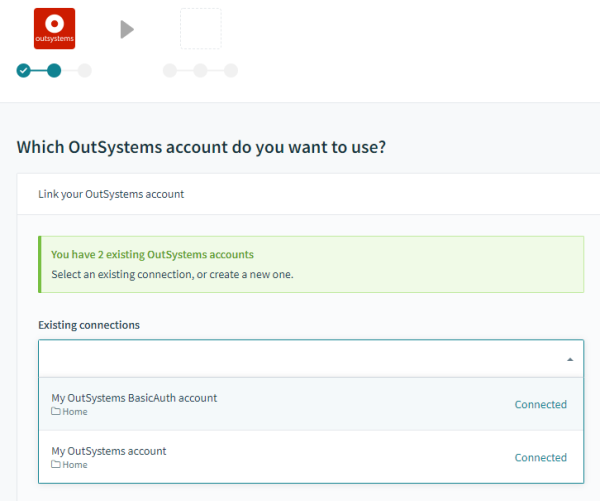 outsystems
Which OutSystems account do you want to use?
Link your OutSystems account
You have 2 existing OutSystems accounts
Select an existing connection, or create a new one.
Existing connections
My OutSystems BasicAuth account
Home
Connected
My OutSystems account
Home
Connected